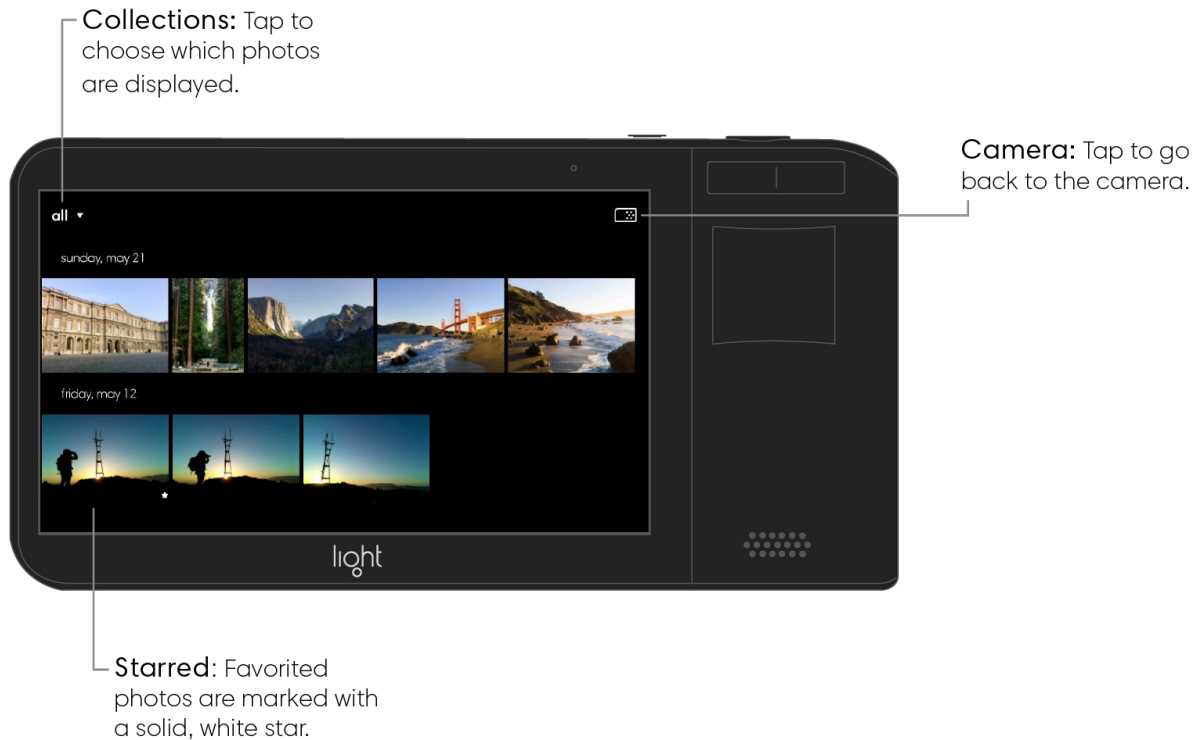 Collections: Tap to
choose which photos
are displayed.
Camera: Tap to go
back to the camera.
all
sunday, may 21
friday, may 12
light
Starred: Favorited
photos are marked with
a solid, white star.